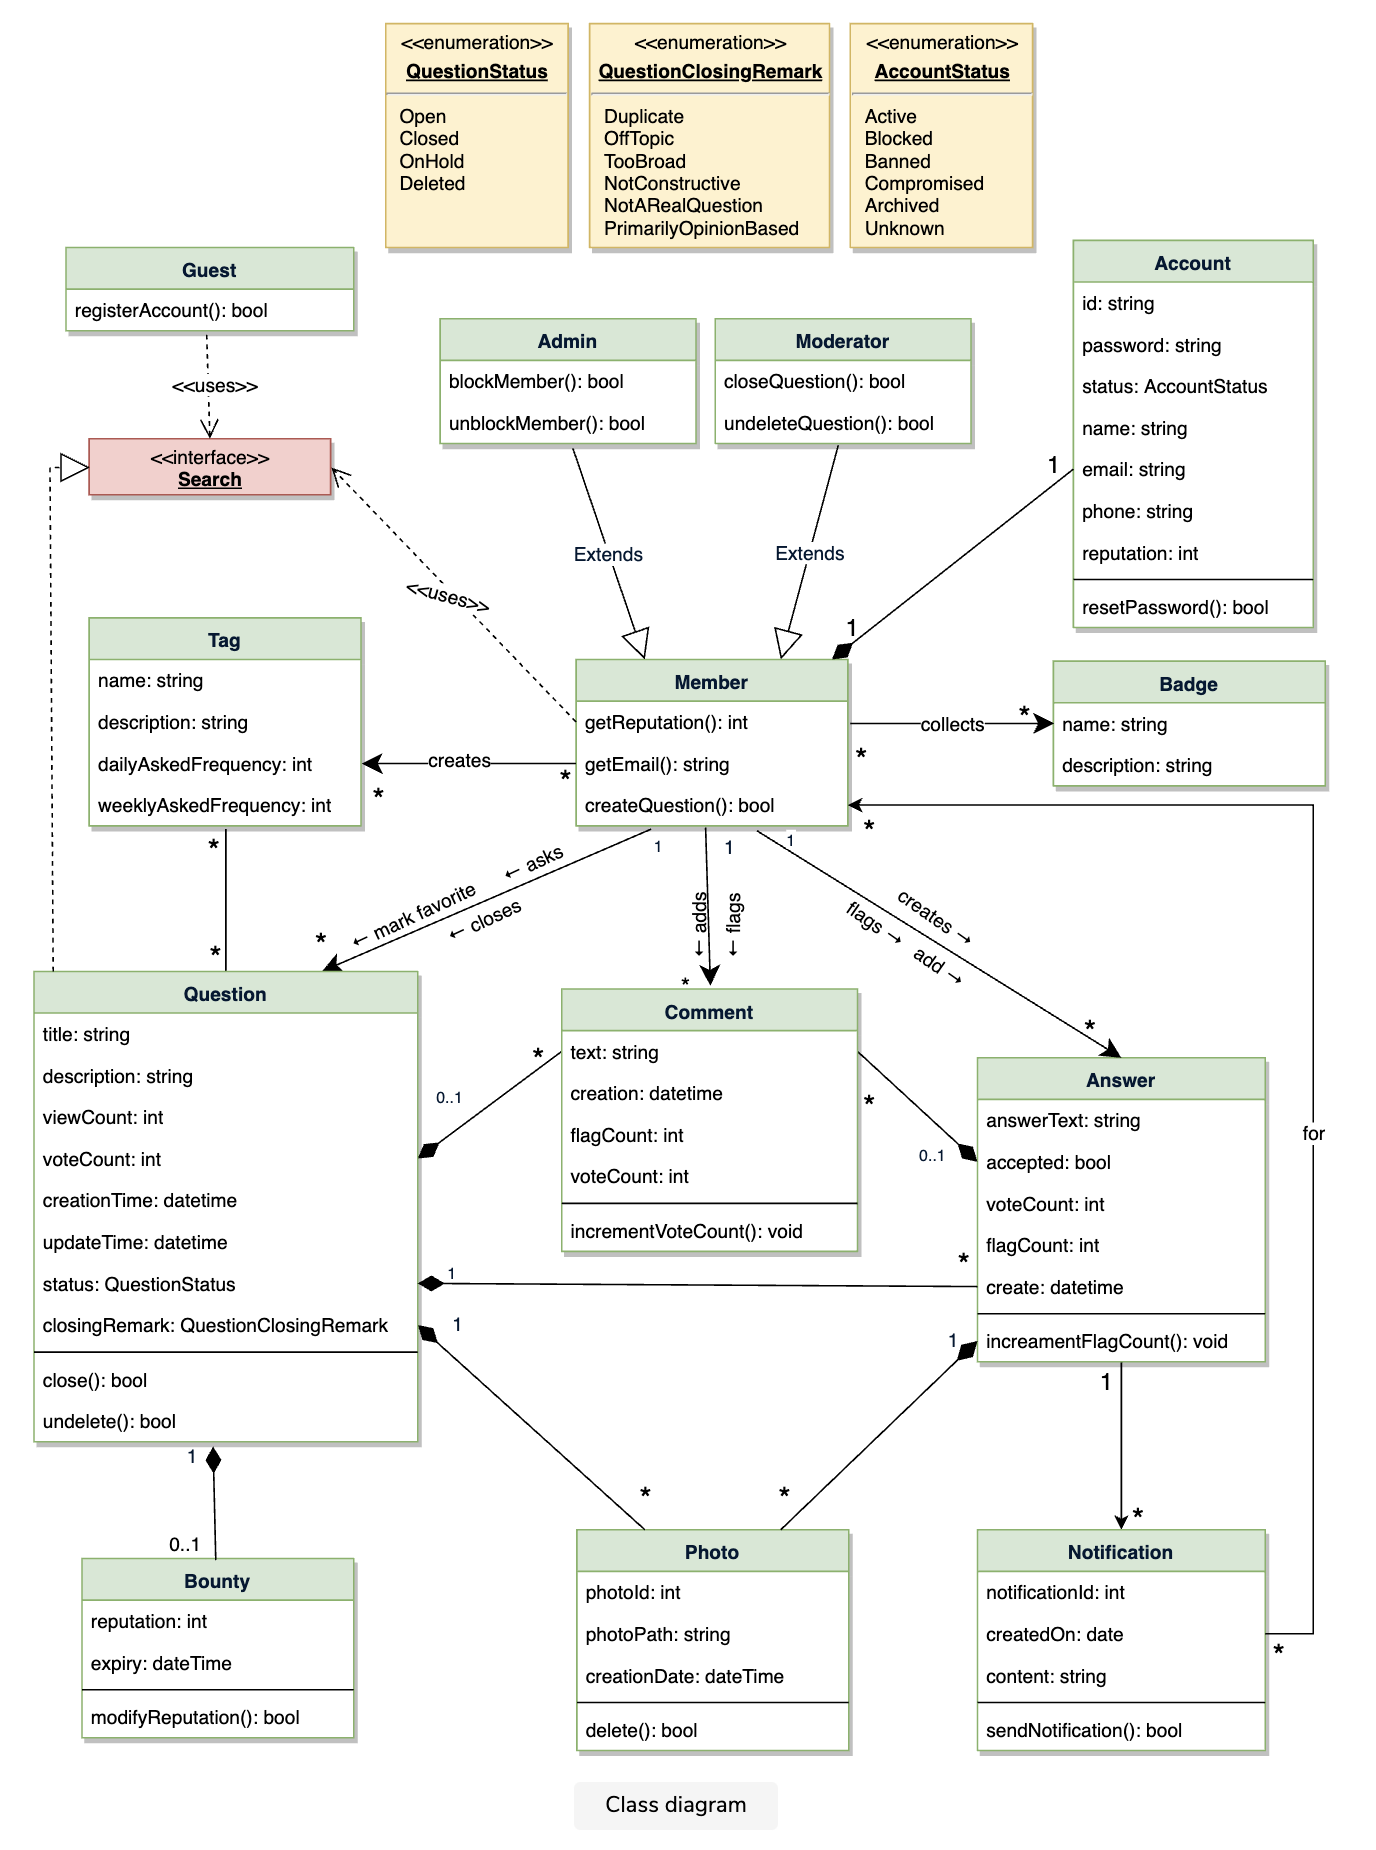 <<enumeration>>
QuestionStatus
Open
Closed
OnHold
Deleted
<<enumeration>>
QuestionClosingRemark
Duplicate
OffTopic
TooBroad
NotConstructive
NotARealQuestion
PrimarilyOpinionBased
<<enumeration>>
AccountStatus
Active
Blocked
Banned
Compromised
Archived
Unknown
Guest
registerAccount(): bool
<<uses>>
<<interface>>
Search
Admin
blockMember(): bool
unblockMember(): bool
Moderator
closeQuestion(): bool
undeleteQuestion(): bool
Account
id: string
password: string
status: AccountStatus
name: string
email: string
phone: string
reputation: int
resetPassword(): bool
1
1
Extends
Extends
<<uses>>
Tag
name: string
description: string
dailyAskedFrequency: int
weeklyAskedFrequency: int
creates
*
*
Member
getReputation(): int
getEmail(): string
createQuestion(): bool
collects
*
*
Badge
name: string
description: string
*
*
*
1
← asks
← mark favorite
← closes
*
1
← adds
← flags
*
1
creates →
flags →
add →
*
Question
title: string
description: string
viewCount: int
voteCount: int
creationTime: datetime
updateTime: datetime
status: QuestionStatus
closingRemark: QuestionClosingRemark
close(): bool
undelete(): bool
*
0..1
Comment
text: string
creation: datetime
flagCount: int
voteCount: int
incrementVoteCount(): void
*
0..1
Answer
answerText: string
accepted: bool
voteCount: int
flagCount: int
create: datetime
increamentFlagCount(): void
for
1
*
1
*
1
*
1
*
1
0..1
Bounty
reputation: int
expiry: dateTime
modifyReputation(): bool
Photo
photoId: int
photoPath: string
creationDate: dateTime
delete(): bool
Notification
notificationId: int
createdOn: date
content: string
sendNotification(): bool
*
Class diagram